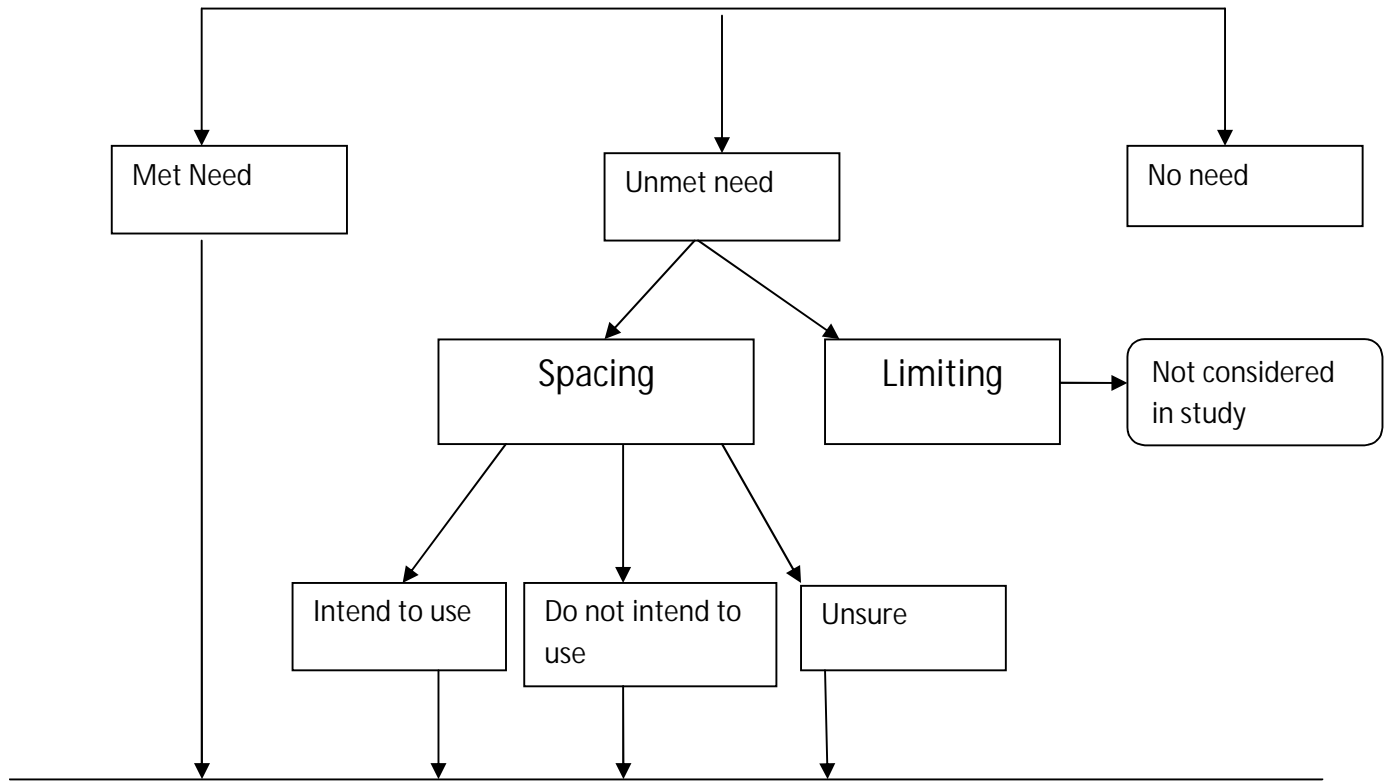 Met Need
Unmet need
No need
Spacing
Limiting
Not considered
in study
Intend to use
Do not intend to
use
Unsure